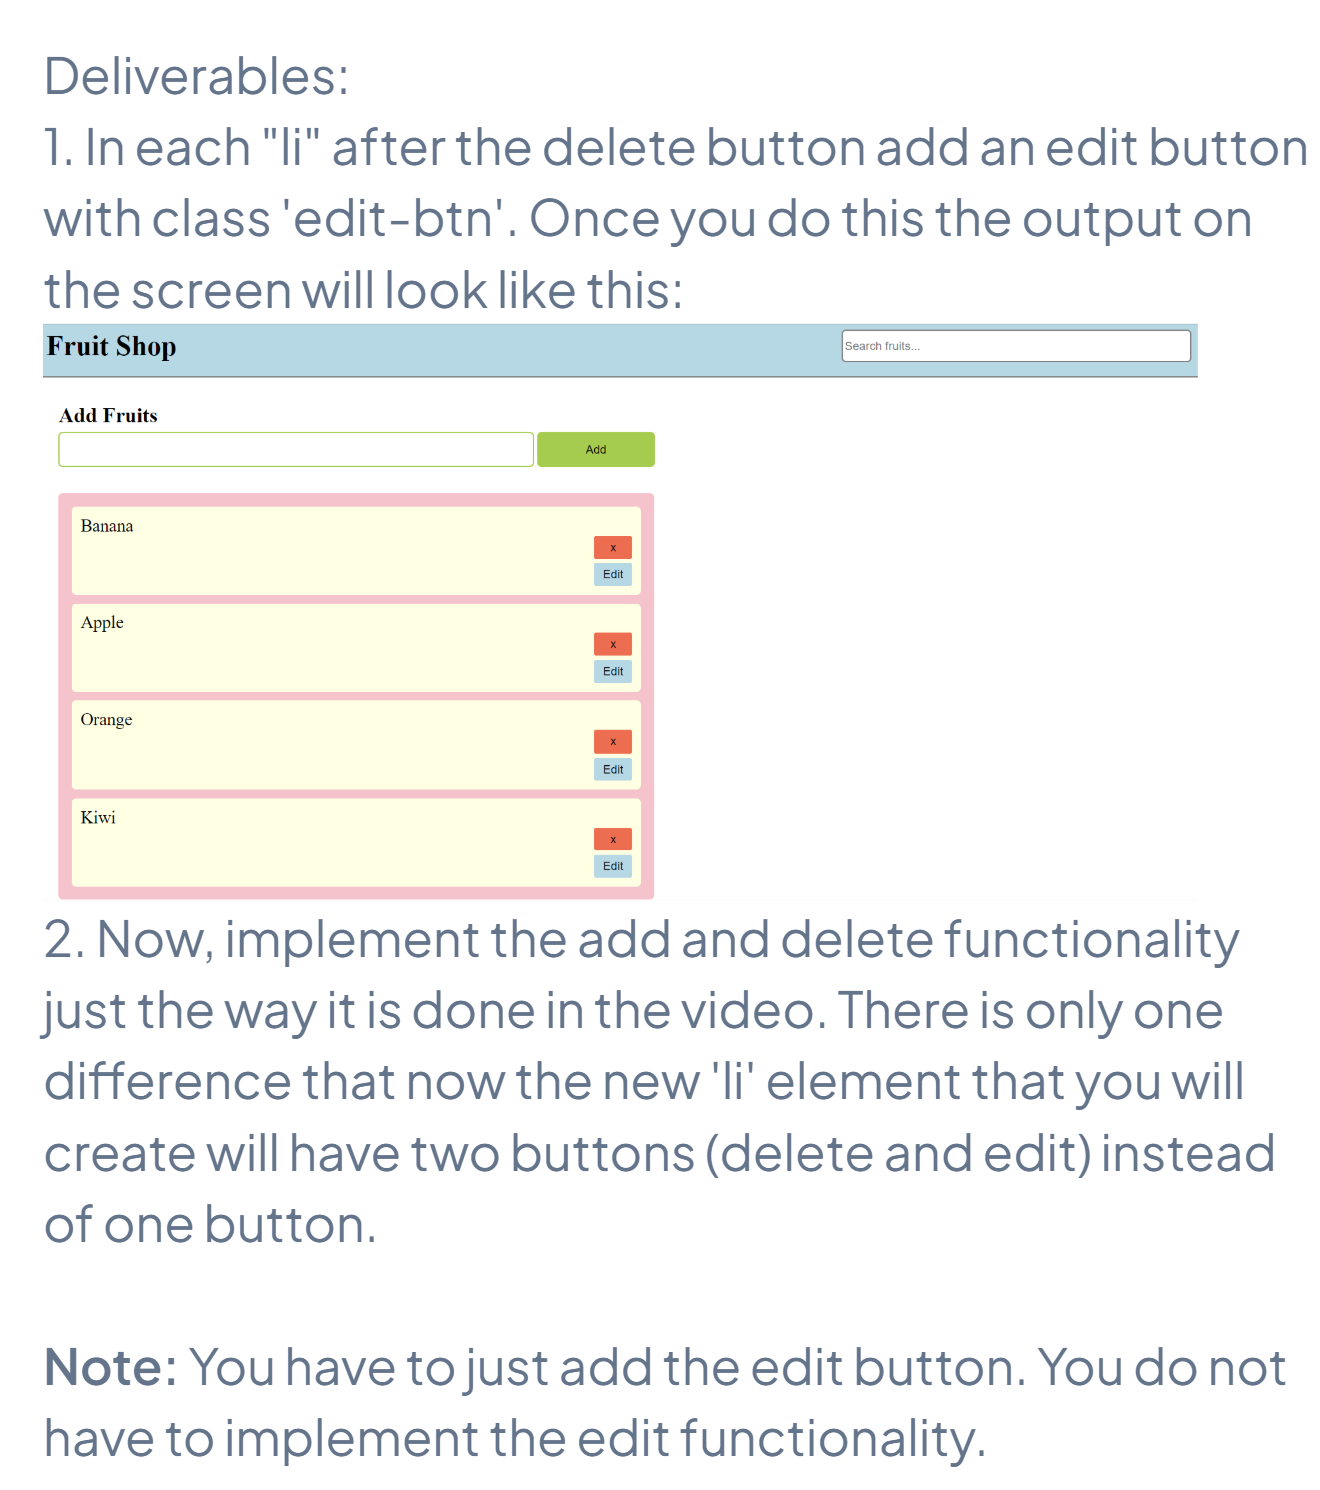 Deliverables:
1. In each "li" after the delete button add an edit button
with class 'edit-btn'. Once you do this the output on
the screen will look like this:
Fruit Shop
Search fruits...
Add Fruits
Add
Banana
x
Edit
Apple
x
Edit
Orange
x
Edit
Kiwi
x
Edit
2. Now, implement the add and delete functionality
just the way it is done in the video. There is only one
difference that now the new 'li' element that you will
create will have two buttons (delete and edit) instead
of one button.
Note: You have to just add the edit button. You do not
have to implement the edit functionality.